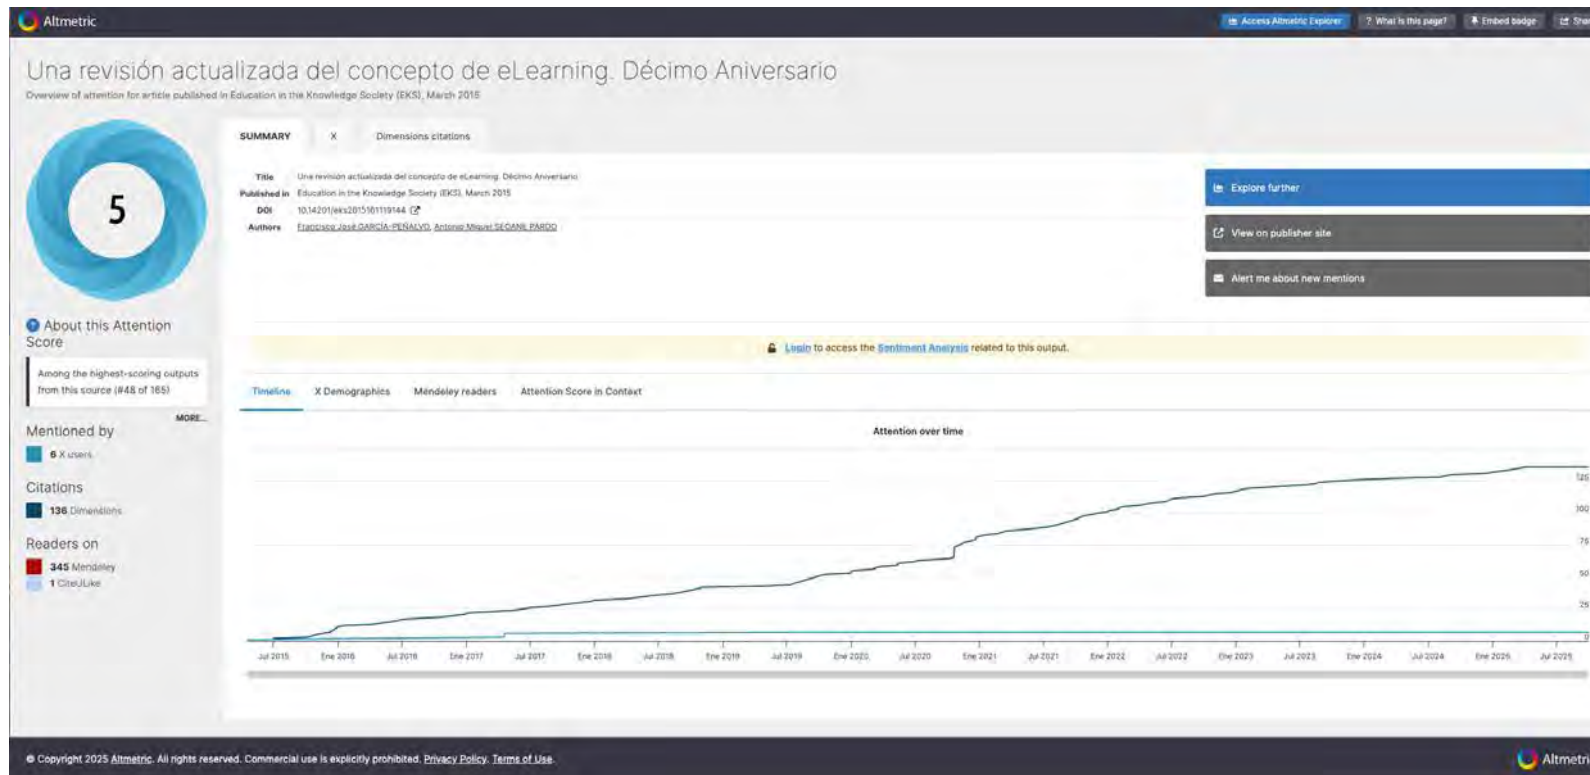 Altmetric
Access Altmetric Explorer
? What is this page?
Embed badge
Una revisión actualizada del concepto de eLearning. Décimo Aniversario
Overview of attention for article published in Education in the Knowledge Society (EKS), March 2015
5
SUMMARY X Dimensions citations
Title Una revisión actualizada del concepto de eLearning. Décimo Aniversario
Published in Education in the Knowledge Society (EKS), March 2015
DOI 10.14201/eks2015161119144
Authors Francisco José GARCÍA-PEÑALVO, Antonio Miguel SEOANE PARDO
Explore further
View on publisher site
Alert me about new mentions
? About this Attention
Score
Among the highest-scoring outputs
from this source (#48 of 165)
MORE...
Mentioned by
6 X users
Citations
136 Dimensions
Readers on
345 Mendeley
1 CiteULike
Login to access the Sentiment Analysis related to this output.
Timeline X Demographics Mendeley readers Attention Score in Context
Attention over time
125
100
75
50
25
0
Jul 2015 Ene 2016 Jul 2016 Ene 2017 Jul 2017 Ene 2018 Jul 2018 Ene 2019 Jul 2019 Ene 2020 Jul 2020 Ene 2021 Jul 2021 Ene 2022 Jul 2022 Ene 2023 Jul 2023 Ene 2024 Jul 2024 Ene 2025 Jul 2025
© Copyright 2025 Altmetric. All rights reserved. Commercial use is explicitly prohibited. Privacy Policy. Terms of Use.
Altmetric